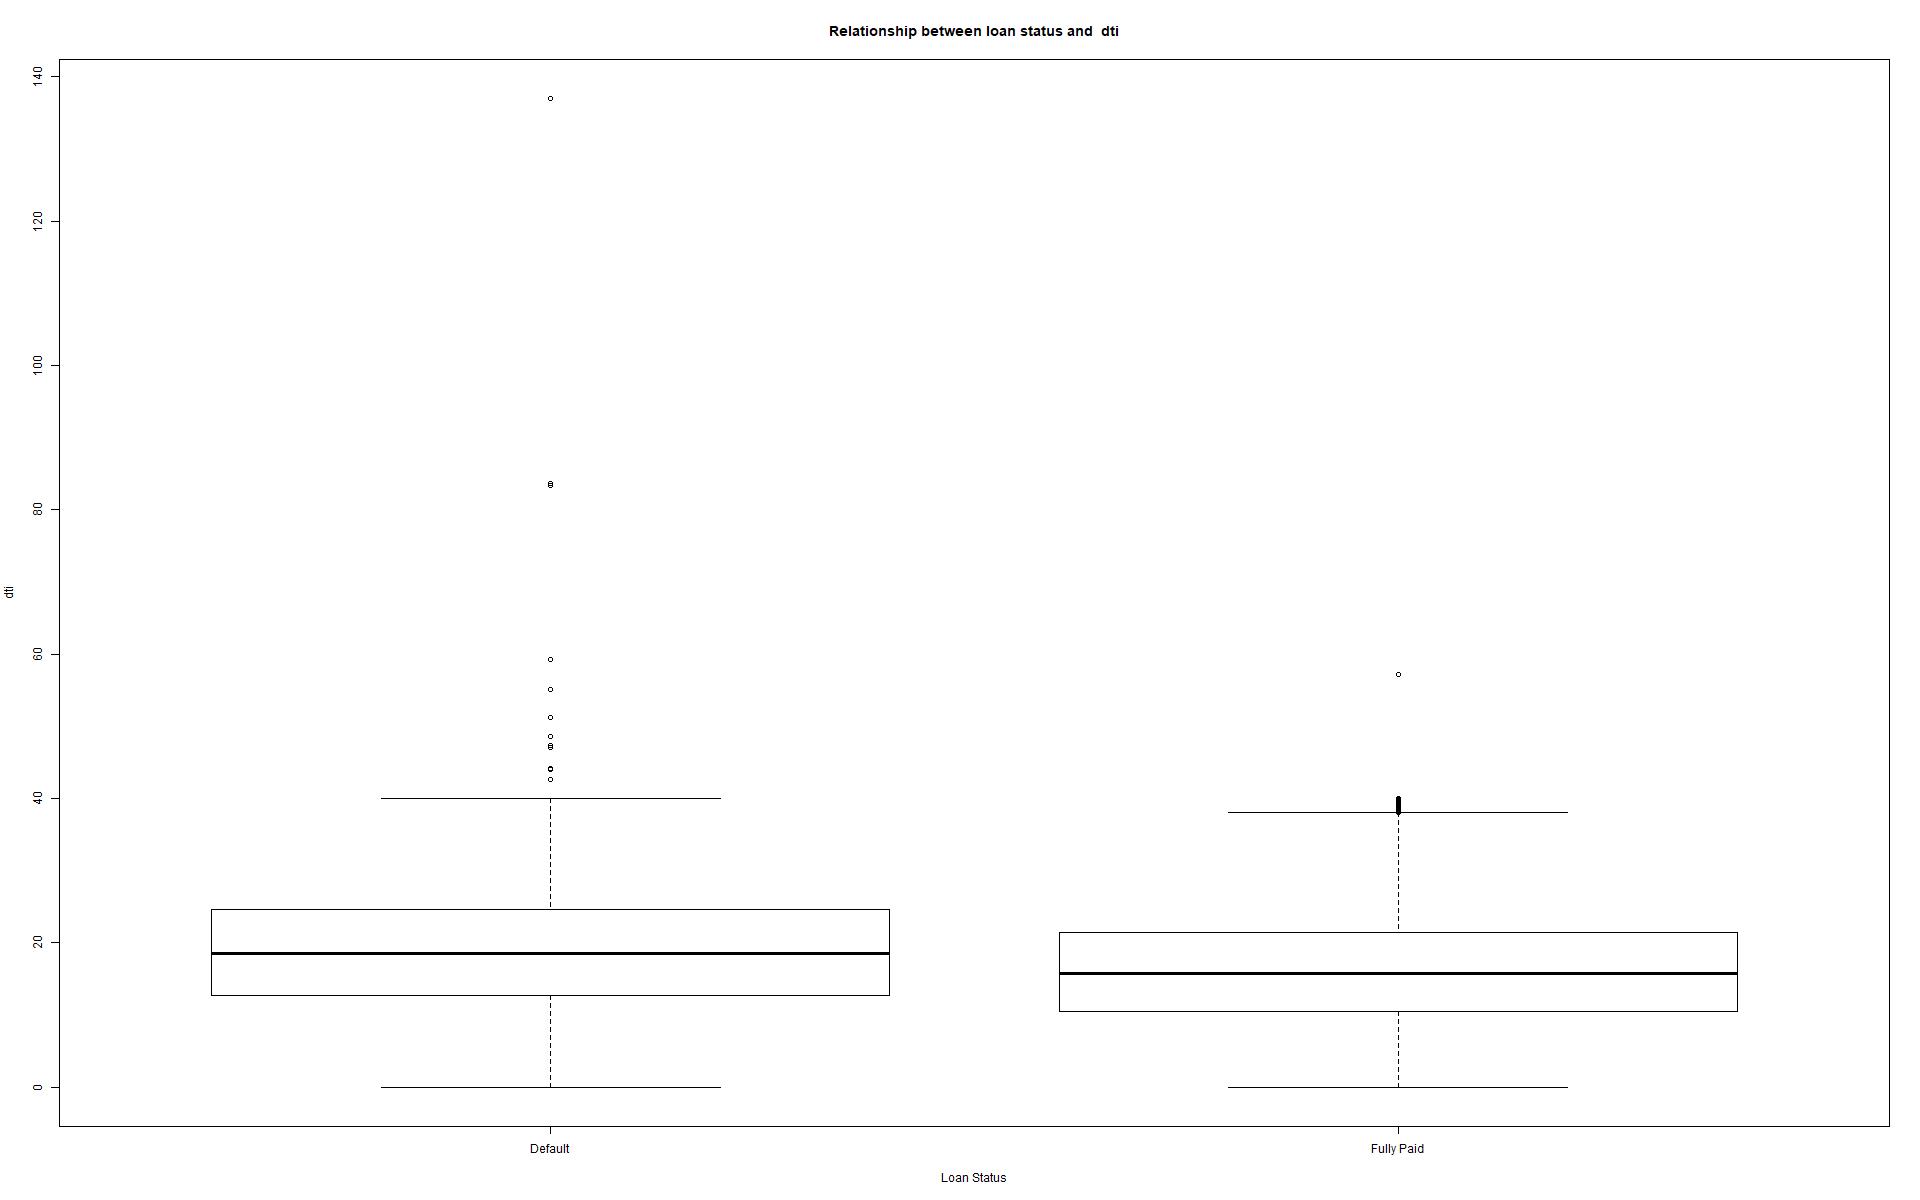 Relationship between loan status and  dti
140
120
100
80
60
40
20
0
dti
Default
Fully Paid
Loan Status